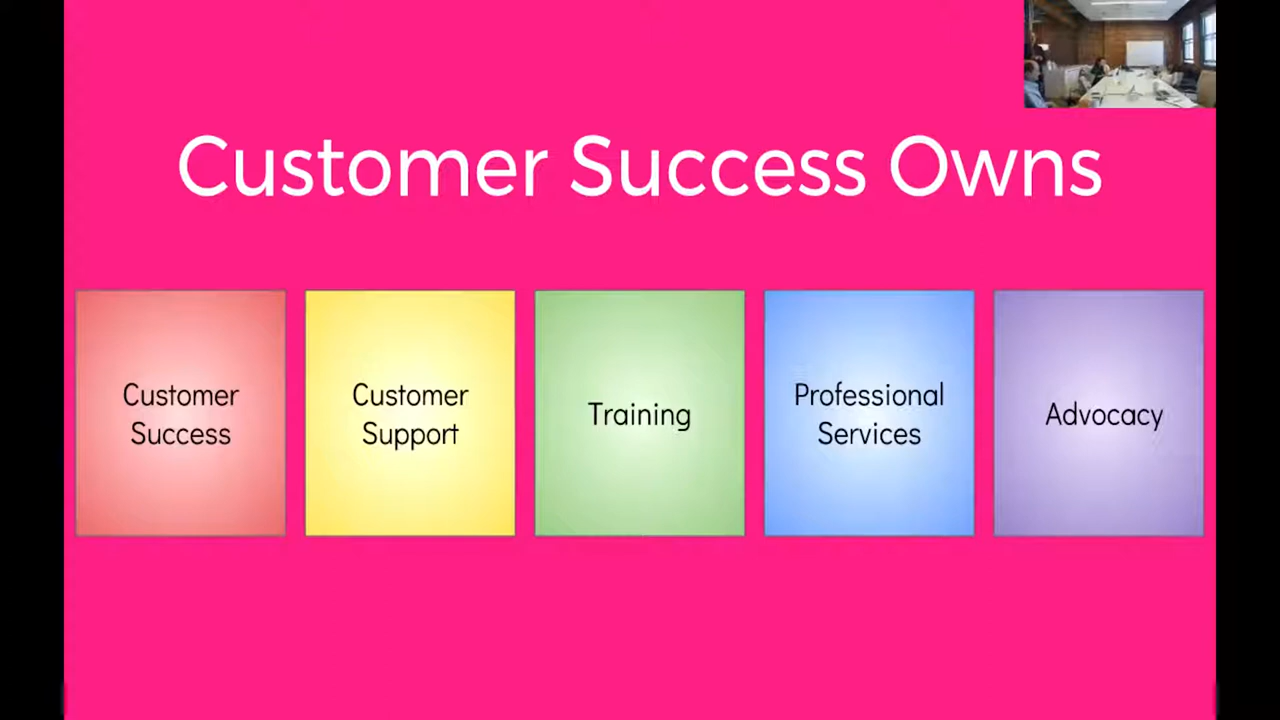 Customer Success Owns
Customer
Success
Customer
Support
Training
Professional
Services
Advocacy